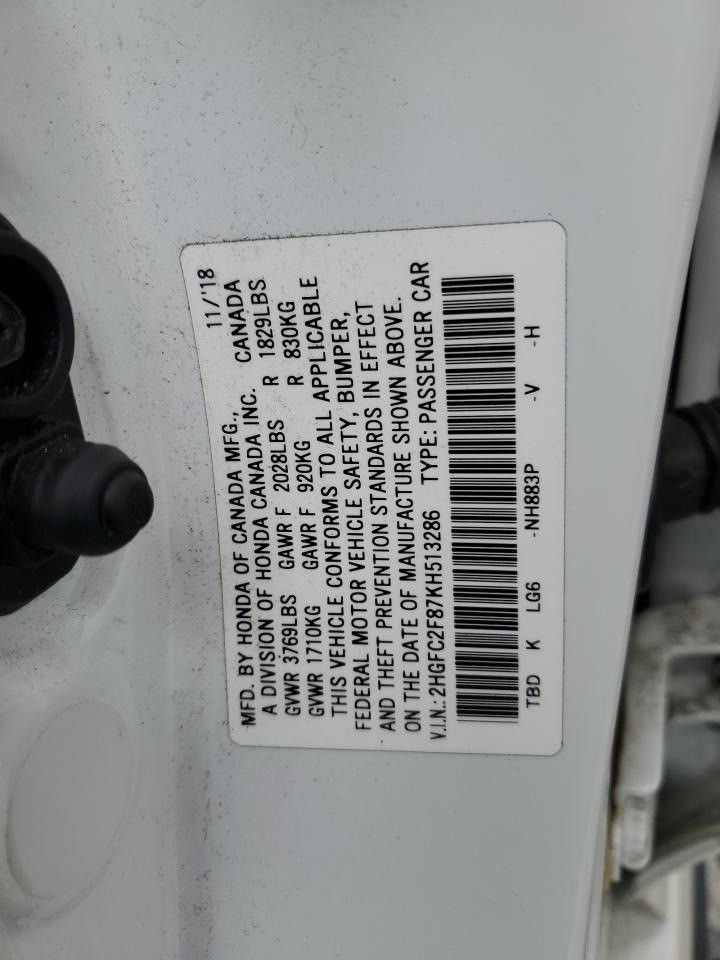 11/'18
MFD. BY HONDA OF CANADA MFG.,
A DIVISION OF HONDA CANADA INC. CANADA
GVWR 3769LBS GAWR F 2028LBS R 1829LBS
GVWR 1710KG GAWR F 920KG R 830KG
THIS VEHICLE CONFORMS TO ALL APPLICABLE
FEDERAL MOTOR VEHICLE SAFETY, BUMPER,
AND THEFT PREVENTION STANDARDS IN EFFECT
ON THE DATE OF MANUFACTURE SHOWN ABOVE.
V.I.N.: 2HGFC2F87KH513286 TYPE: PASSENGER CAR
TBD K LG6 -NH883P -V -H